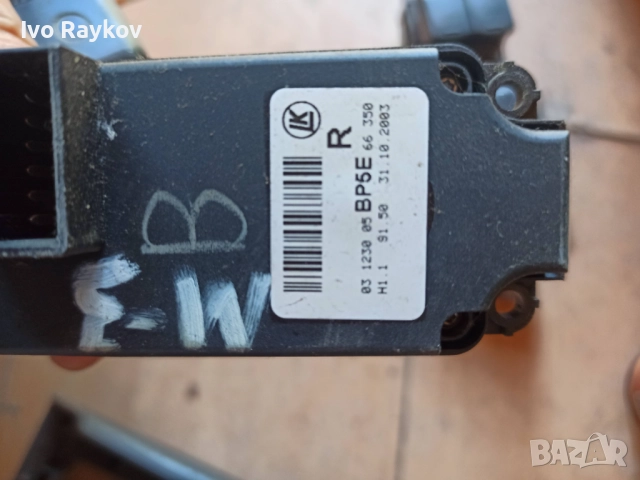 Ivo Raykov
LK
R
03 1230 05 BP5E 66 350
H1.1 91.50 31.10.2003
B
E-W
BAZAR